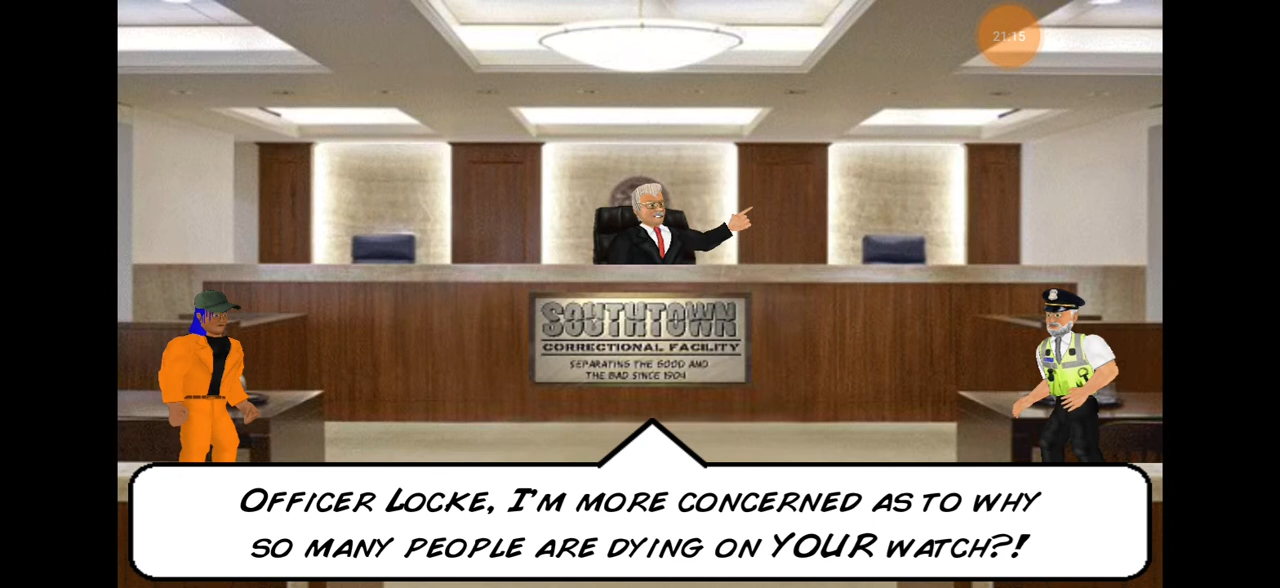 21:15
SOUTHTOWN
CORRECTIONAL FACILITY
SEPARATING THE GOOD AND
THE BAD SINCE 1904
OFFICER LOCKE, I'M MORE CONCERNED AS TO WHY
SO MANY PEOPLE ARE DYING ON YOUR WATCH?!